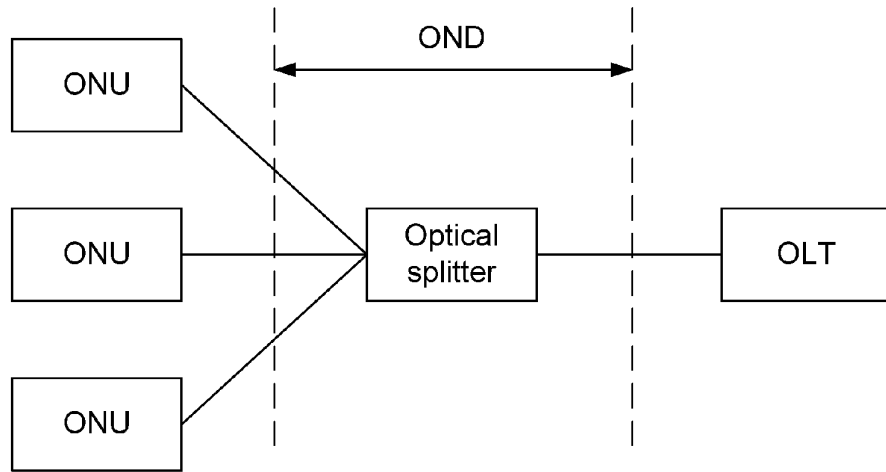 OND
ONU
ONU
Optical
splitter
OLT
ONU